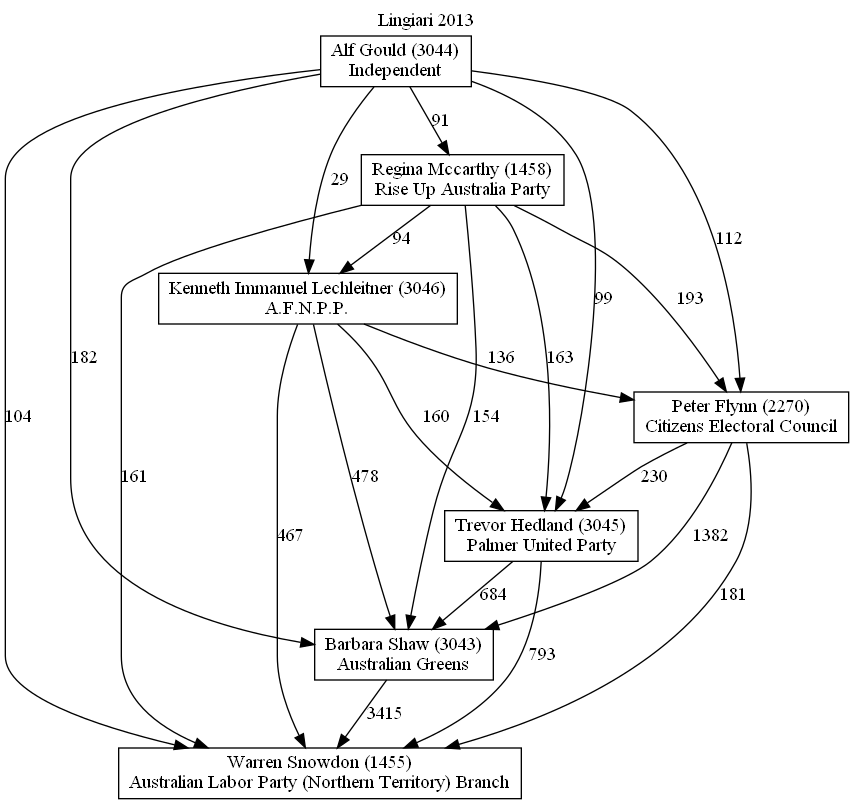 Lingiari 2013
Alf Gould (3044)
Independent
91
Regina Mccarthy (1458)
Rise Up Australia Party
29
94
112
Kenneth Immanuel Lechleitner (3046)
A.F.N.P.P.
99
193
182
136
163
Peter Flynn (2270)
Citizens Electoral Council
104
160
154
161
478
230
Trevor Hedland (3045)
Palmer United Party
467
1382
684
181
Barbara Shaw (3043)
Australian Greens
793
3415
Warren Snowdon (1455)
Australian Labor Party (Northern Territory) Branch